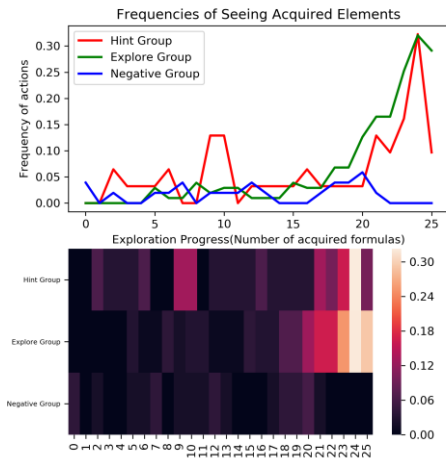 Frequencies of Seeing Acquired Elements
Hint Group
Explore Group
Negative Group
Frequency of actions
0.30
0.25
0.20
0.15
0.10
0.05
0.00
0 5 10 15 20 25
Exploration Progress(Number of acquired formulas)
Hint Group
Explore Group
Negative Group
0.30
0.24
0.18
0.12
0.06
0.00
0 1 2 3 4 5 6 7 8 9 10 11 12 13 14 15 16 17 18 19 20 21 22 23 24 25